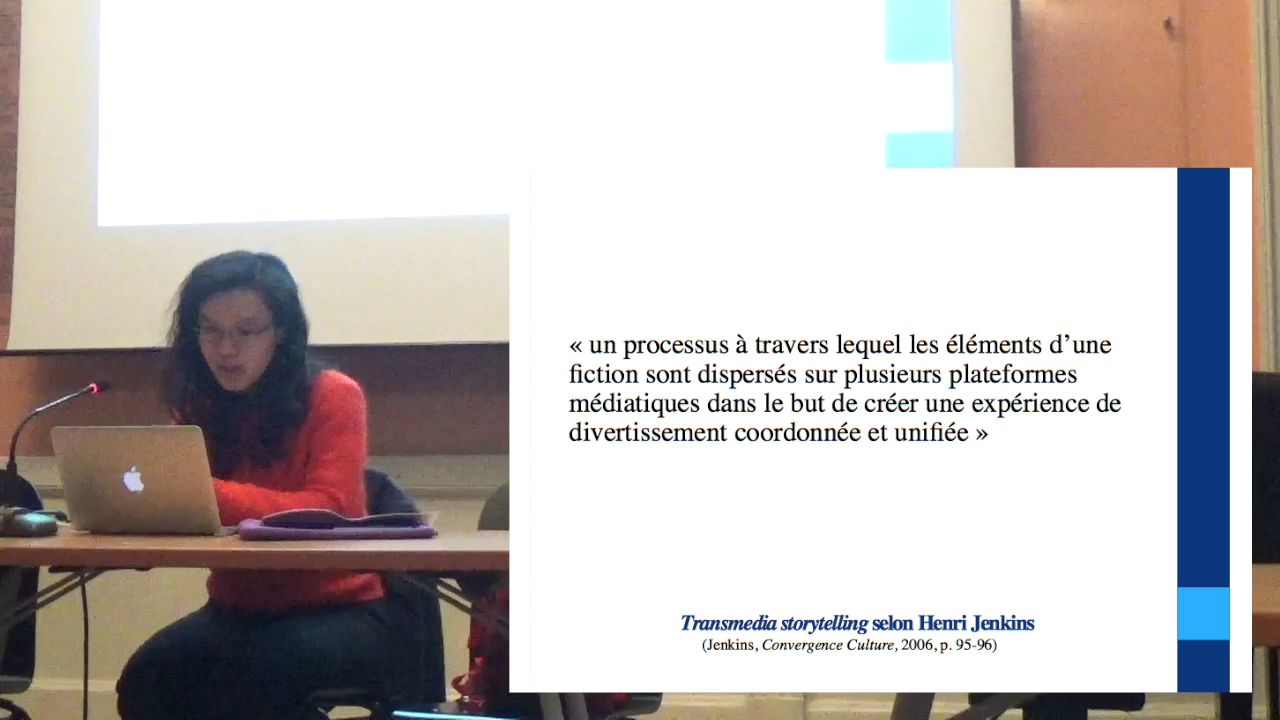 « un processus à travers lequel les éléments d’une
fiction sont dispersés sur plusieurs plateformes
médiatiques dans le but de créer une expérience de
divertissement coordonnée et unifiée »
Transmedia storytelling selon Henri Jenkins
(Jenkins, Convergence Culture, 2006, p. 95-96)